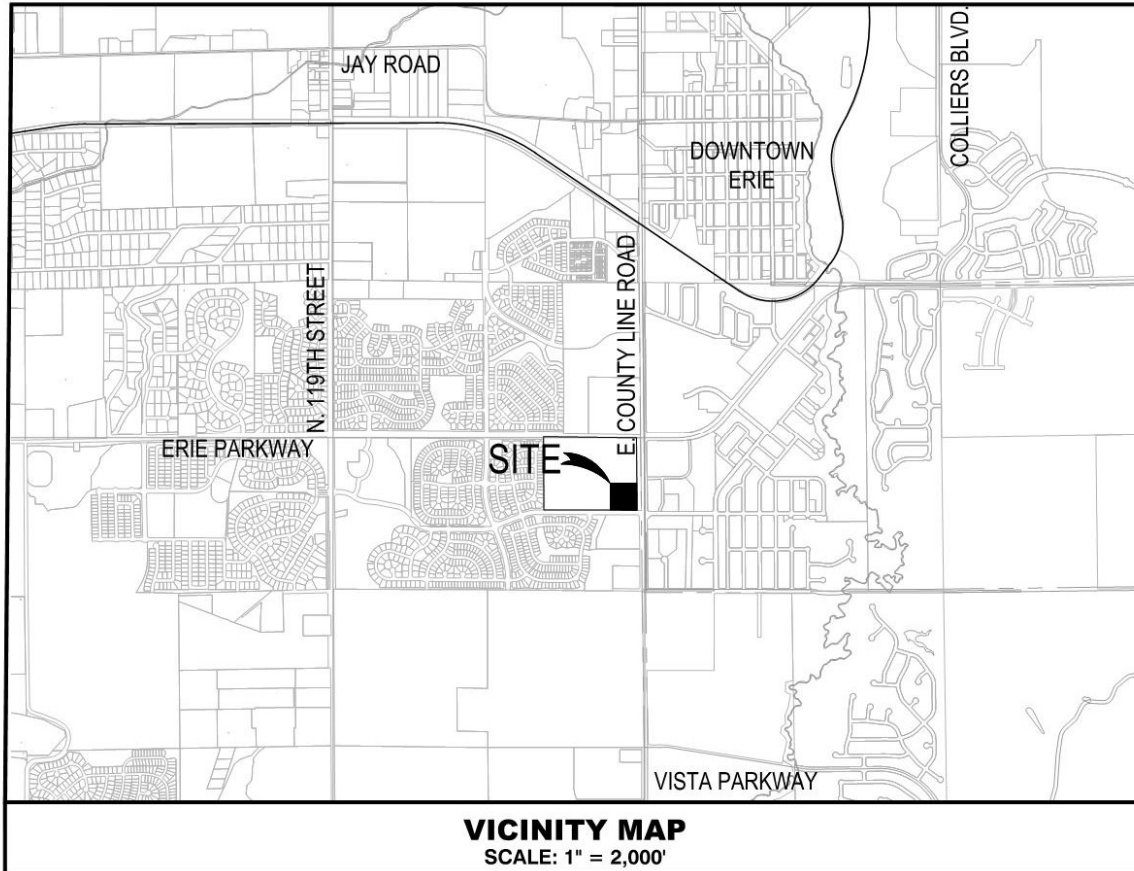 JAY ROAD
COLLIERS BLVD.
DOWNTOWN
ERIE
N. 119TH STREET
E. COUNTY LINE ROAD
ERIE PARKWAY
SITE
VISTA PARKWAY
VICINITY MAP
SCALE: 1" = 2,000'